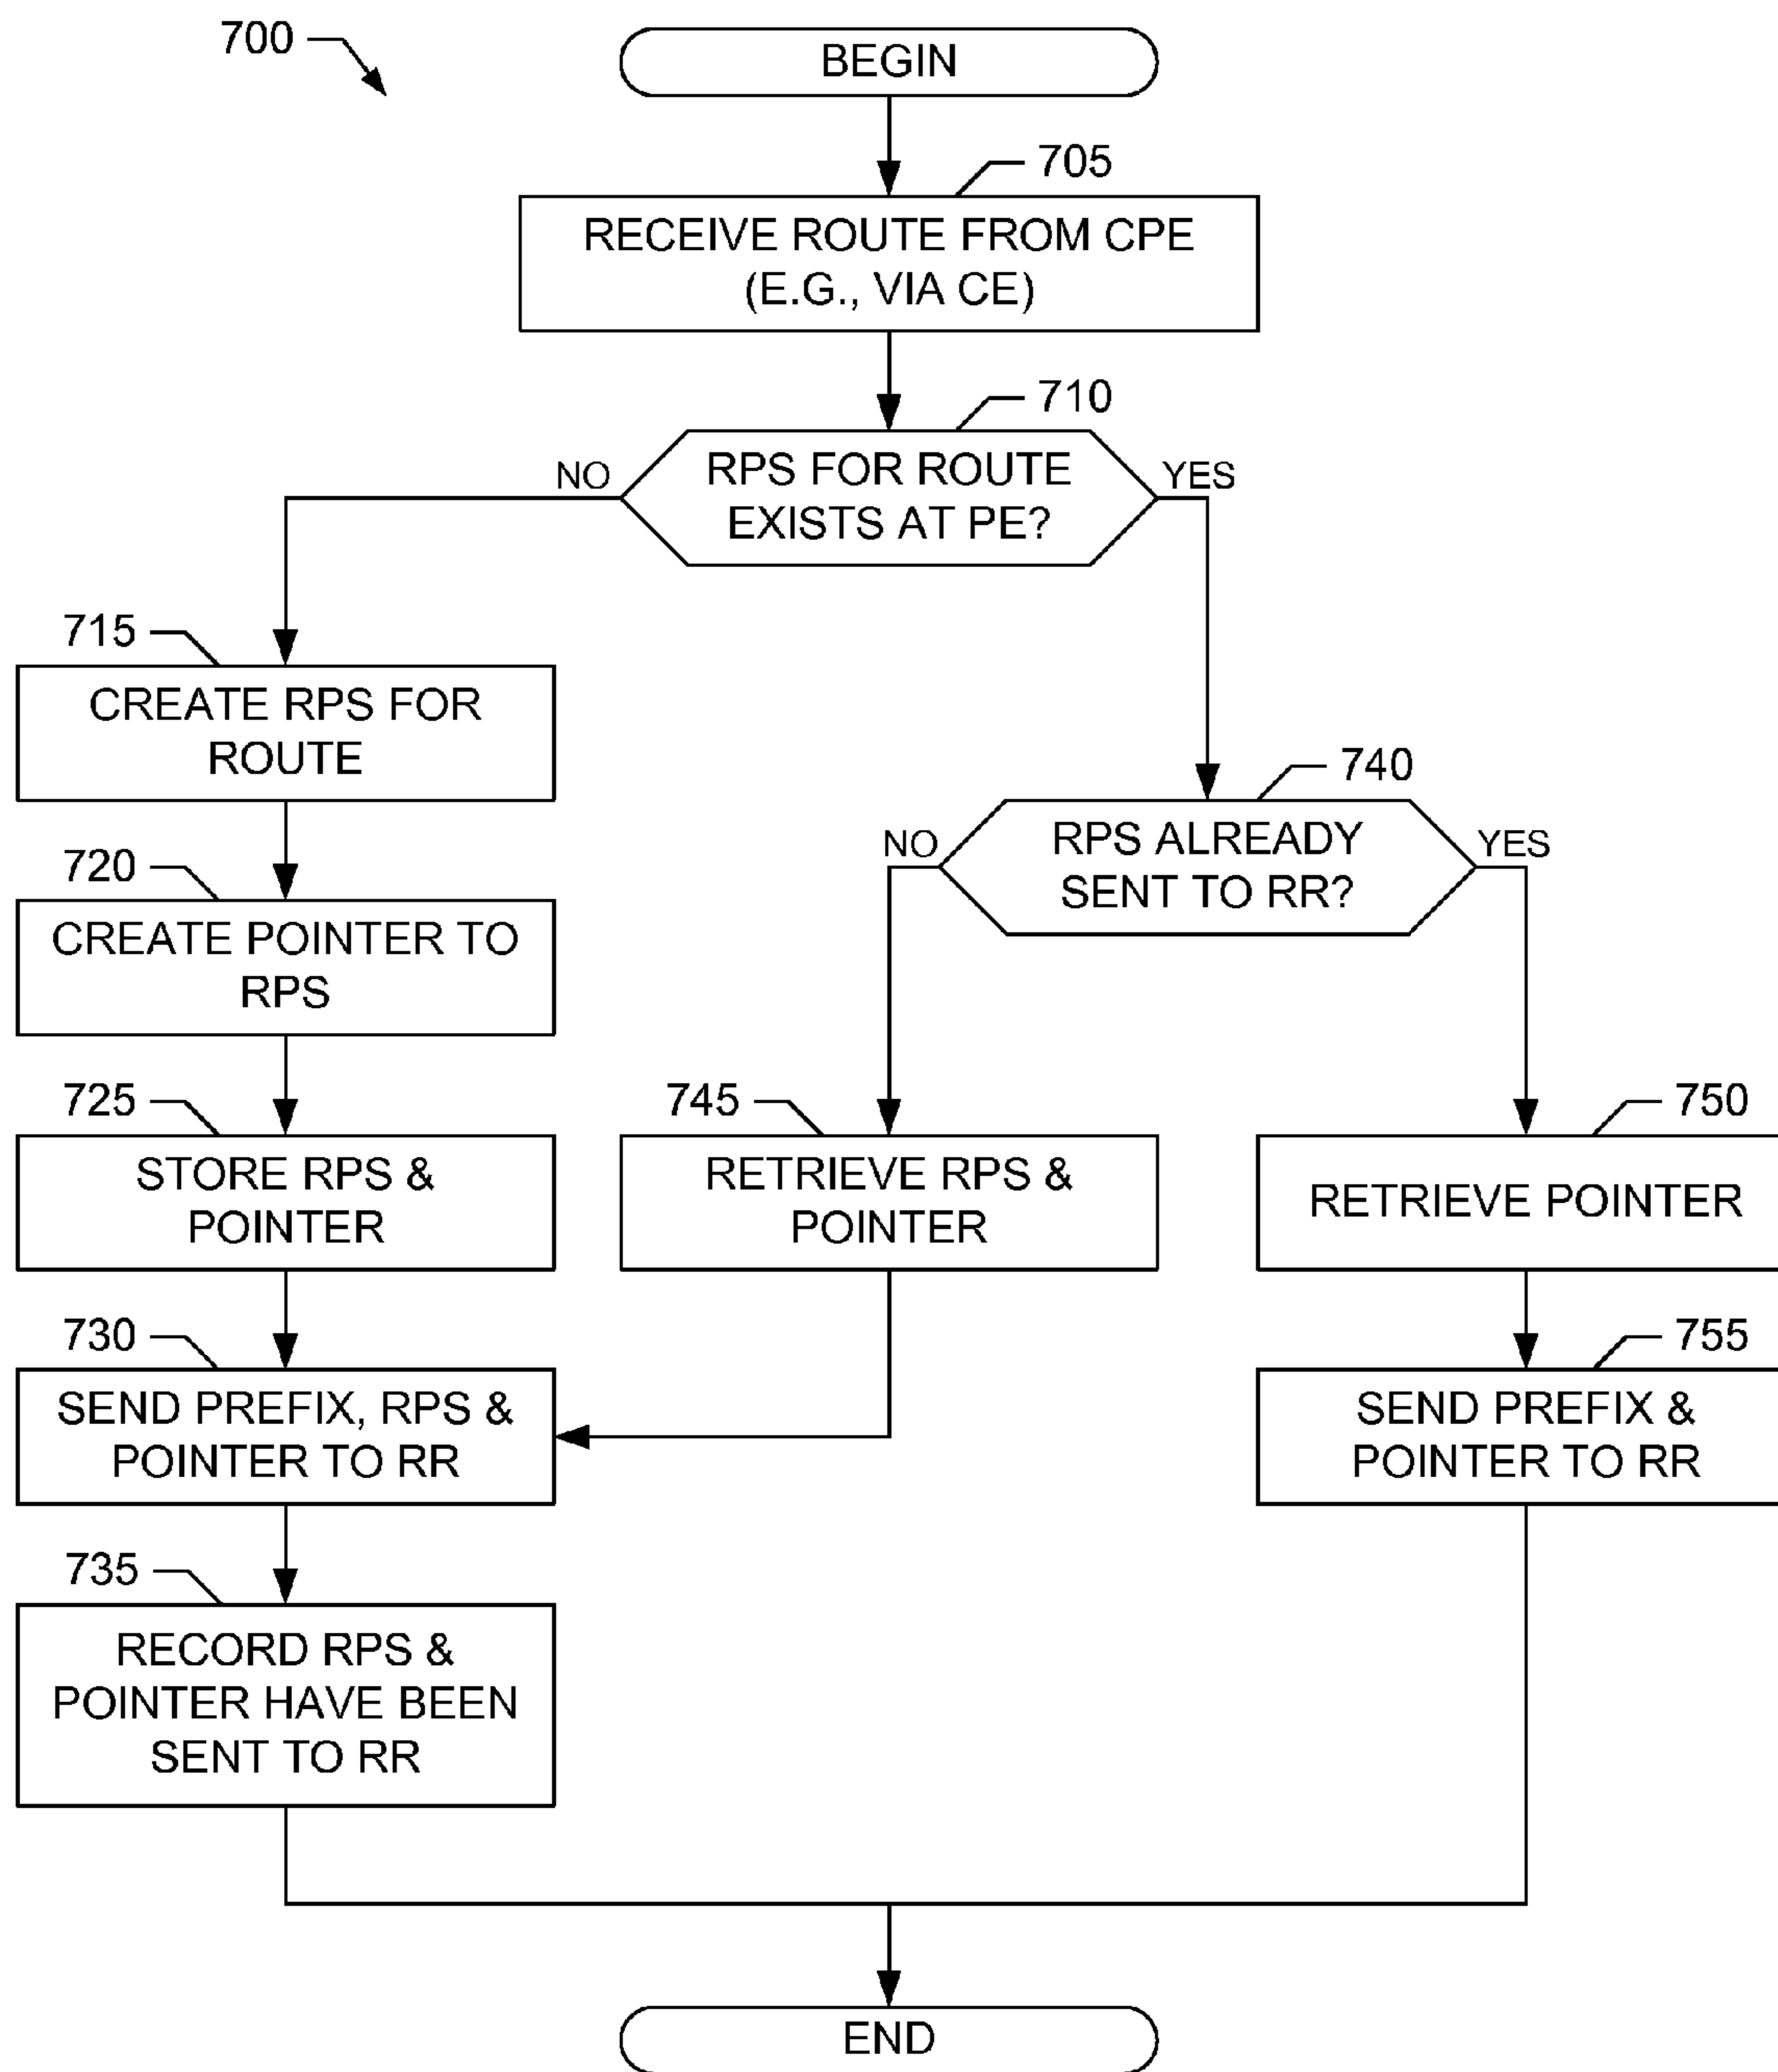 700
BEGIN
705
RECEIVE ROUTE FROM CPE
(E.G., VIA CE)
710
RPS FOR ROUTE
EXISTS AT PE?
NO
YES
715
CREATE RPS FOR
ROUTE
740
RPS ALREADY
SENT TO RR?
NO
YES
720
CREATE POINTER TO
RPS
725
STORE RPS &
POINTER
745
RETRIEVE RPS &
POINTER
750
RETRIEVE POINTER
730
SEND PREFIX, RPS &
POINTER TO RR
755
SEND PREFIX &
POINTER TO RR
735
RECORD RPS &
POINTER HAVE BEEN
SENT TO RR
END